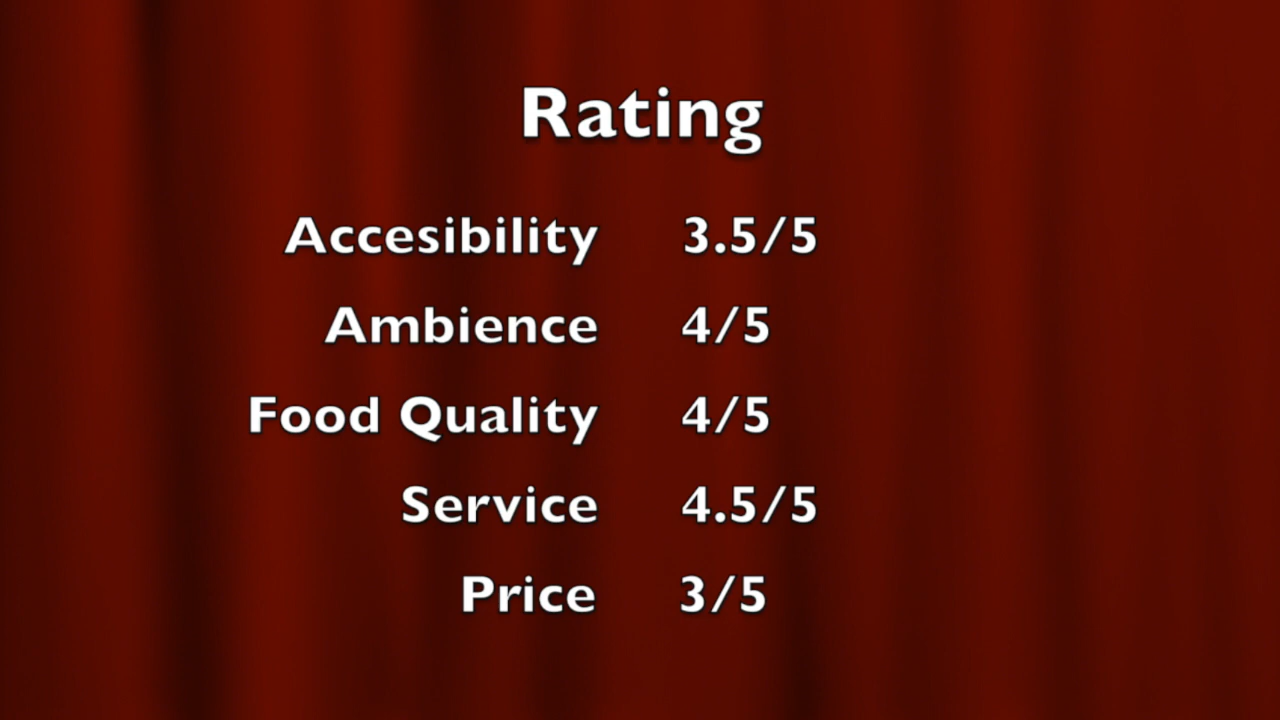 Rating
Accesibility 3.5/5
Ambience 4/5
Food Quality 4/5
Service 4.5/5
Price 3/5